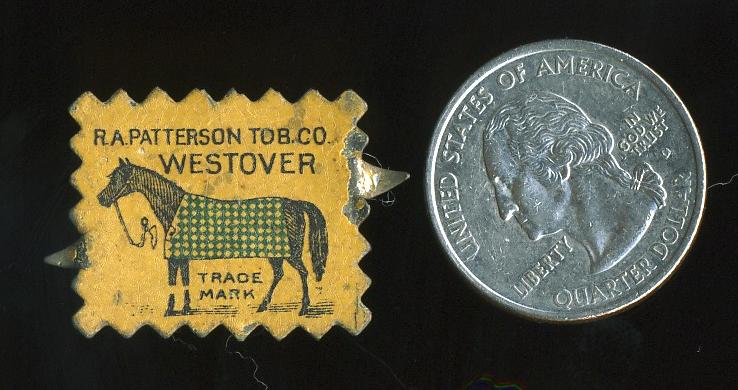 R.A.PATTERSON TOB.CO.
WESTOVER
TRADE
MARK
UNITED STATES OF AMERICA
IN
GOD WE
TRUST
LIBERTY
QUARTER DOLLAR